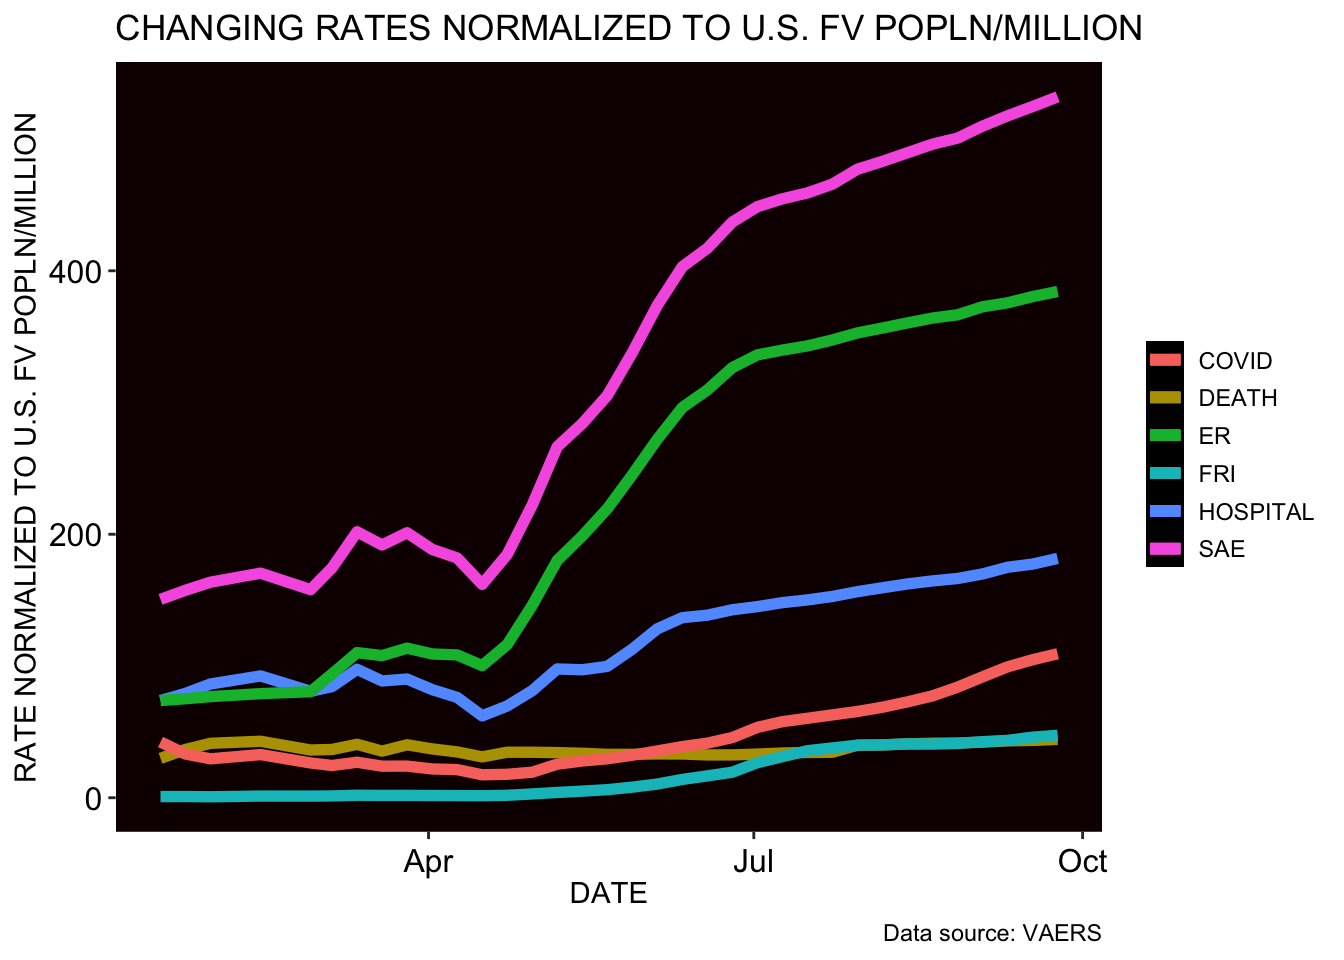 CHANGING RATES NORMALIZED TO U.S. FV POPLN/MILLION
RATE NORMALIZED TO U.S. FV POPLN/MILLION
400
200
0
Apr
Jul
Oct
DATE
COVID
DEATH
ER
FRI
HOSPITAL
SAE
Data source: VAERS